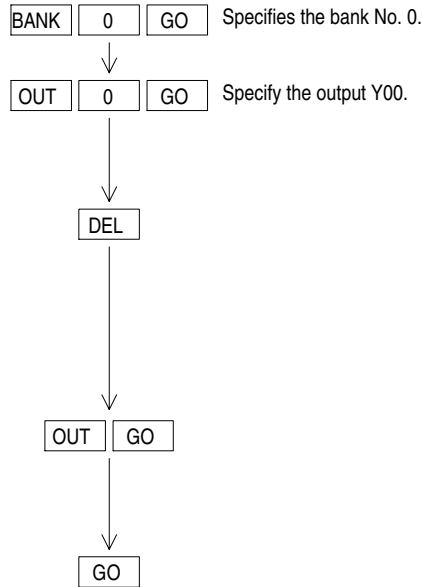 BANK 0 GO Specifies the bank No. 0.
OUT 0 GO Specify the output Y00.
DEL
OUT GO
GO